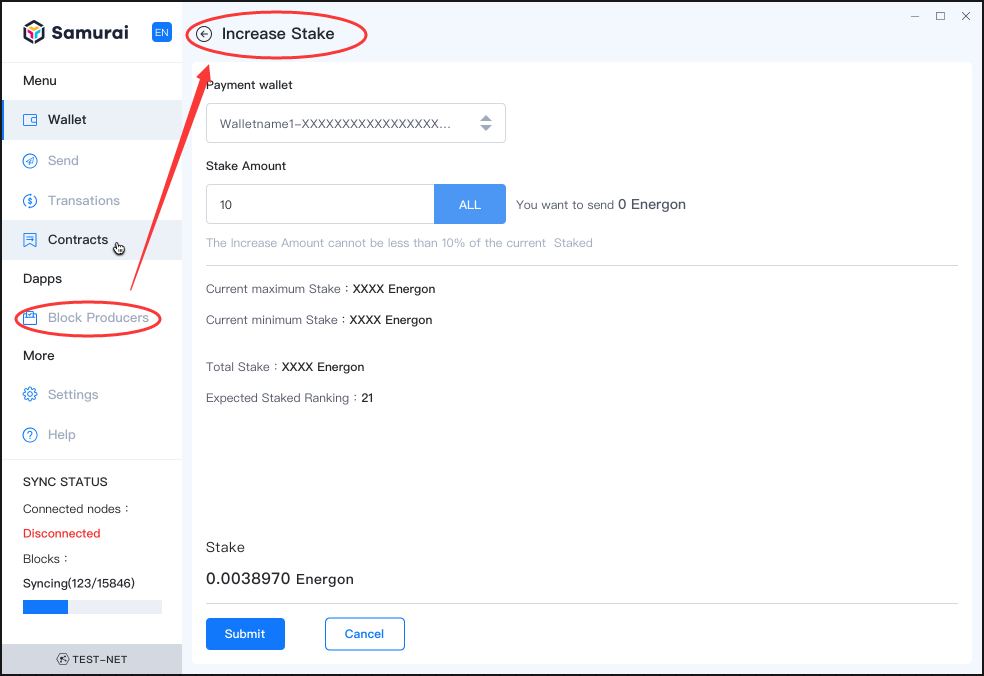 Samurai
EN
Increase Stake
Menu
Wallet
Send
Transations
Contracts
Dapps
Block Producers
More
Settings
Help
SYNC STATUS
Connected nodes：
Disconnected
Blocks：
Syncing(123/15846)
TEST-NET
Payment wallet
Walletname1-XXXXXXXXXXXXXXXXX...
Stake Amount
10
ALL
You want to send 0 Energon
The Increase Amount cannot be less than 10% of the current Staked
Current maximum Stake：XXXX Energon
Current minimum Stake：XXXX Energon
Total Stake：XXXX Energon
Expected Staked Ranking：21
Stake
0.0038970 Energon
Submit
Cancel